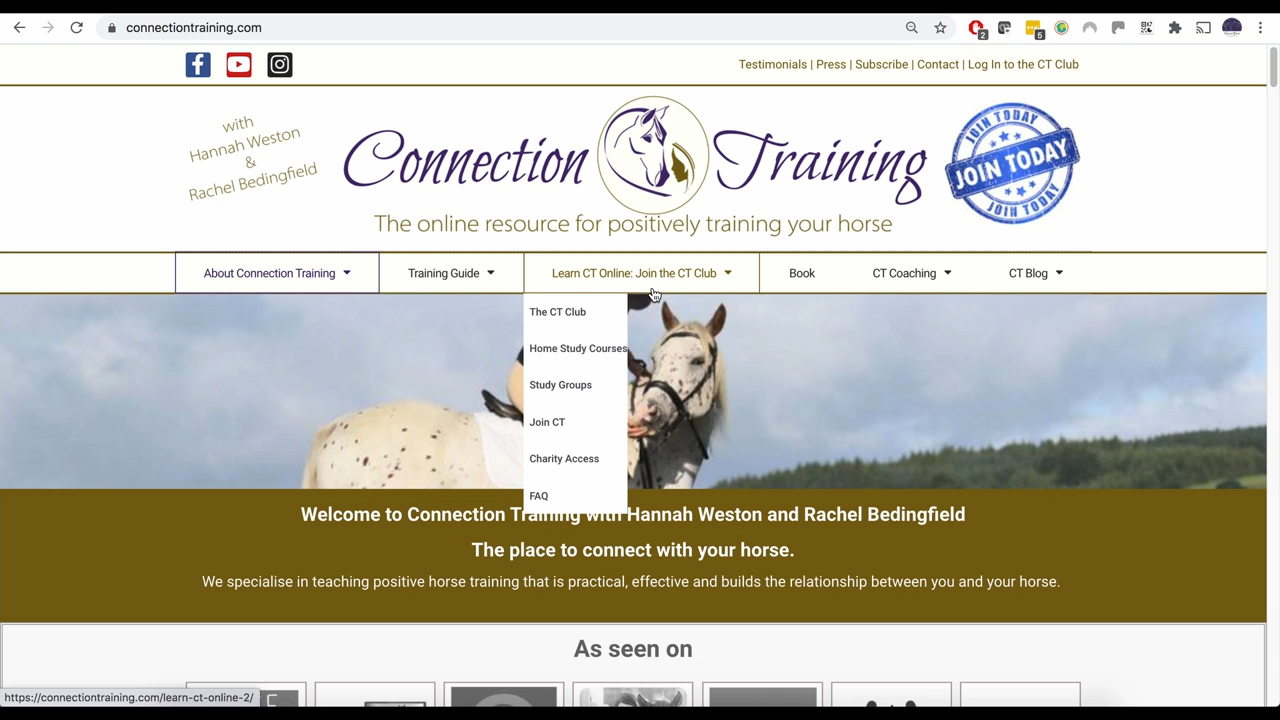 connectiontraining.com
2
5
Testimonials | Press | Subscribe | Contact | Log In to the CT Club
with
Hannah Weston
&
Rachel Bedingfield
Connection Training
The online resource for positively training your horse
JOIN TODAY
JOIN TODAY
JOIN TODAY
About Connection Training
Training Guide
Learn CT Online: Join the CT Club
Book
CT Coaching
CT Blog
The CT Club
Home Study Courses
Study Groups
Join CT
Charity Access
FAQ
Welcome to Connection Training with Hannah Weston and Rachel Bedingfield
The place to connect with your horse.
We specialise in teaching positive horse training that is practical, effective and builds the relationship between you and your horse.
As seen on
https://connectiontraining.com/learn-ct-online-2/